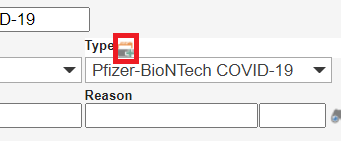 D-19
Type
Pfizer-BioNTech COVID-19
Reason